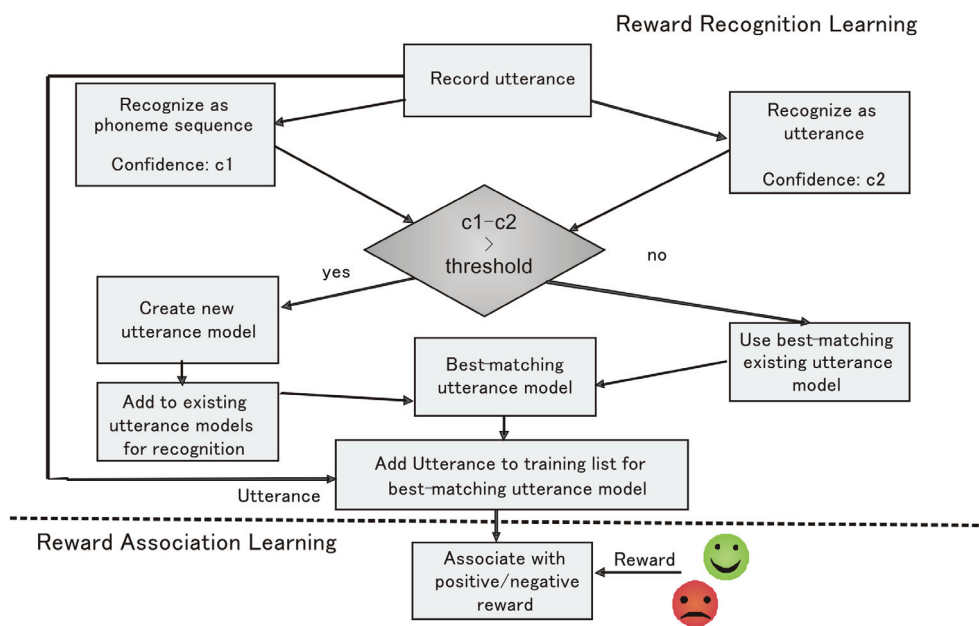 Reward Recognition Learning
Record utterance
Recognize as
phoneme sequence
Confidence: c1
Recognize as
utterance
Confidence: c2
c1-c2
>
threshold
yes
no
Create new
utterance model
Use best-matching
existing utterance
model
Best-matching
utterance model
Add to existing
utterance models
for recognition
Add Utterance to training list for
best-matching utterance model
Utterance
Reward Association Learning
Associate with
positive/negative
reward
Reward